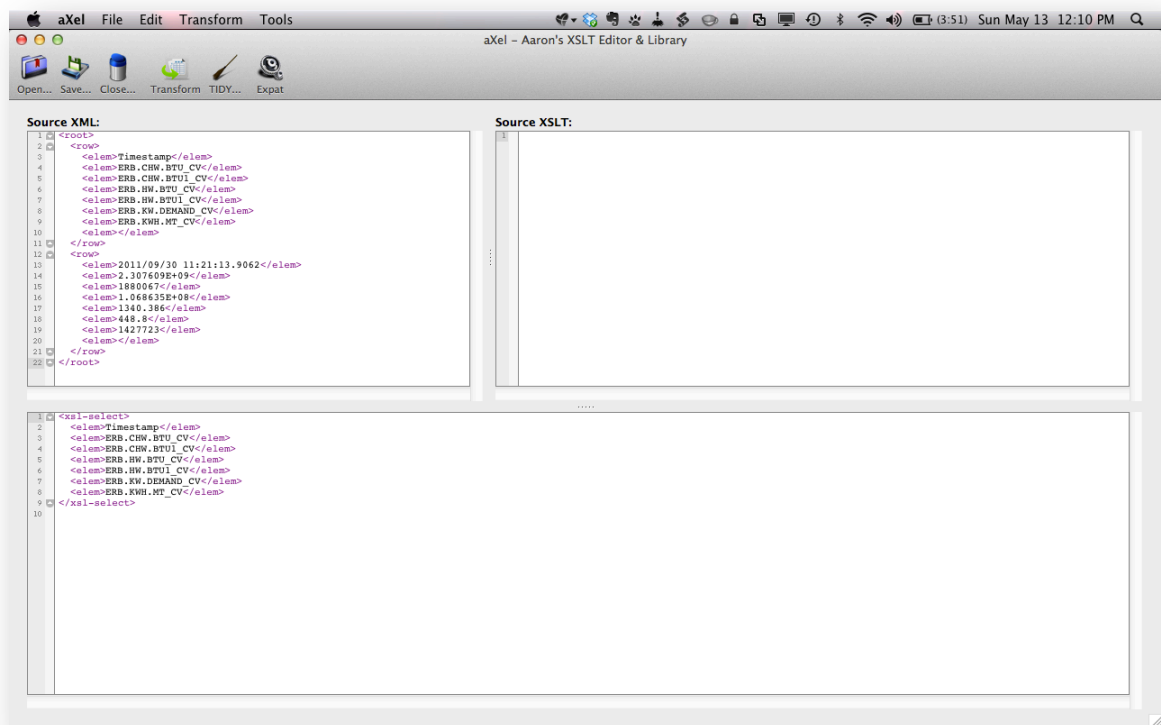 aXel File Edit Transform Tools (3:51) Sun May 13 12:10 PM
aXel – Aaron's XSLT Editor & Library
Open... Save... Close... Transform TIDY... Expat
Source XML: Source XSLT:
1 <root> 1
2 <row>
3 <elem>Timestamp</elem>
4 <elem>ERB.CHW.BTU_CV</elem>
5 <elem>ERB.CHW.BTU1_CV</elem>
6 <elem>ERB.HW.BTU_CV</elem>
7 <elem>ERB.HW.BTU1_CV</elem>
8 <elem>ERB.KW.DEMAND_CV</elem>
9 <elem>ERB.KWH.MT_CV</elem>
10 <elem></elem>
11 </row>
12 <row>
13 <elem>2011/09/30 11:21:13.9062</elem>
14 <elem>2.307609E+09</elem>
15 <elem>1880067</elem>
16 <elem>1.068635E+08</elem>
17 <elem>1340.386</elem>
18 <elem>448.8</elem>
19 <elem>1427723</elem>
20 <elem></elem>
21 </row>
22 </root>
1 <xsl-select>
2 <elem>Timestamp</elem>
3 <elem>ERB.CHW.BTU_CV</elem>
4 <elem>ERB.CHW.BTU1_CV</elem>
5 <elem>ERB.HW.BTU_CV</elem>
6 <elem>ERB.HW.BTU1_CV</elem>
7 <elem>ERB.KW.DEMAND_CV</elem>
8 <elem>ERB.KWH.MT_CV</elem>
9 </xsl-select>
10